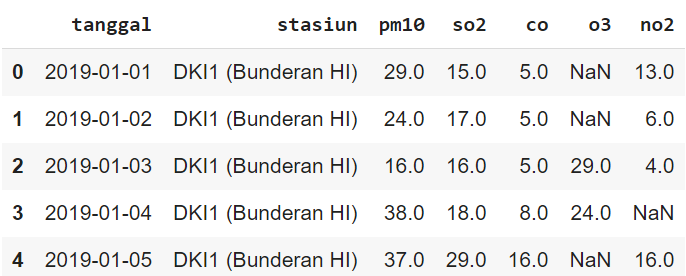 tanggal stasiun pm10 so2 co o3 no2
0 2019-01-01 DKI1 (Bunderan HI) 29.0 15.0 5.0 NaN 13.0
1 2019-01-02 DKI1 (Bunderan HI) 24.0 17.0 5.0 NaN 6.0
2 2019-01-03 DKI1 (Bunderan HI) 16.0 16.0 5.0 29.0 4.0
3 2019-01-04 DKI1 (Bunderan HI) 38.0 18.0 8.0 24.0 NaN
4 2019-01-05 DKI1 (Bunderan HI) 37.0 29.0 16.0 NaN 16.0